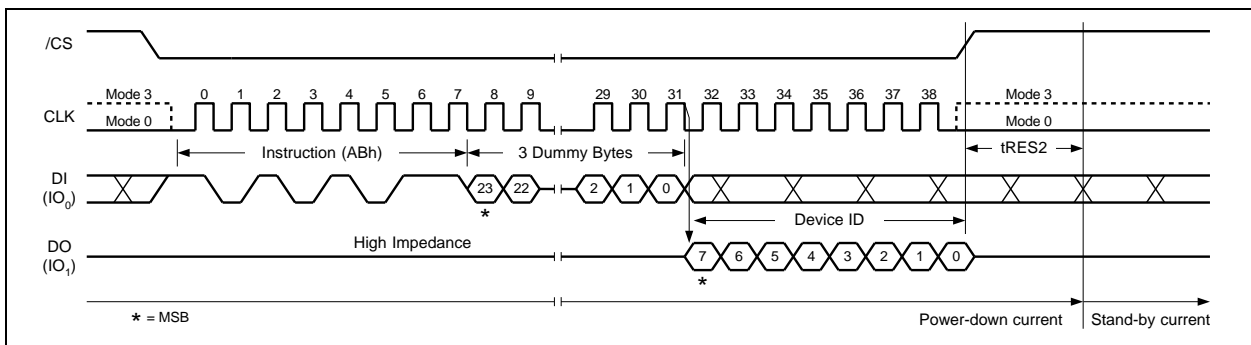 /CS
Mode 3 0 1 2 3 4 5 6 7 8 9 29 30 31 32 33 34 35 36 37 38 Mode 3
CLK
Mode 0 Mode 0
Instruction (ABh) 3 Dummy Bytes tRES2
DI
(IO0)
23 22 2 1 0
*
Device ID
High Impedance
DO
(IO1)
7 6 5 4 3 2 1 0
*
* = MSB
Power-down current Stand-by current